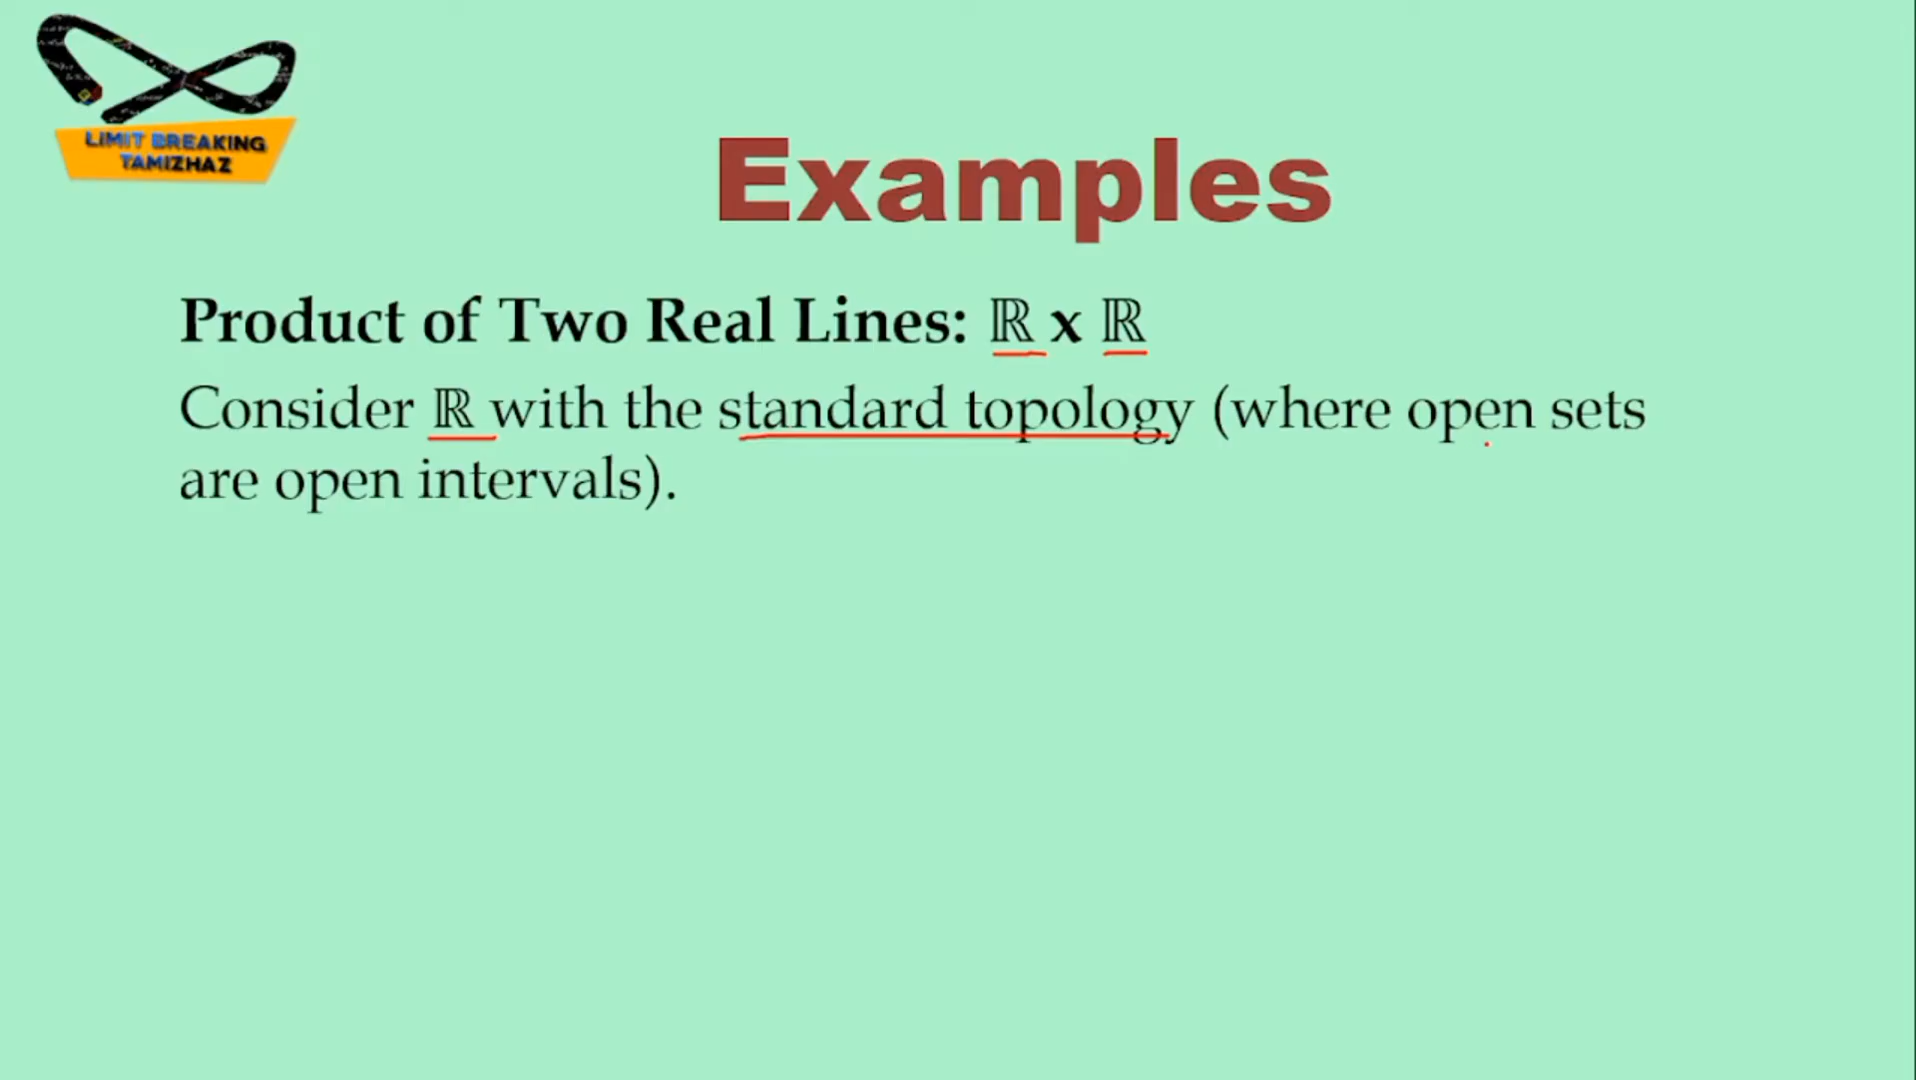 LIMIT BREAKING
TAMIZHAZ
Examples
Product of Two Real Lines: ℝ x ℝ
Consider ℝ with the standard topology (where open sets
are open intervals).